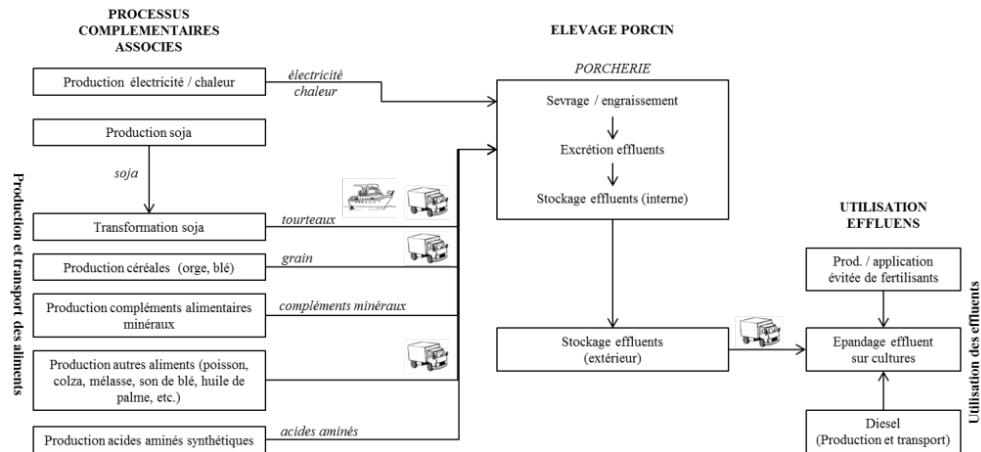 PROCESSUS
COMPLEMENTAIRES
ASSOCIES
Production électricité / chaleur
électricité
chaleur
Production soja
soja
Transformation soja
tourteaux
Production céréales (orge, blé)
grain
Production compléments alimentaires
minéraux
compléments minéraux
Production autres aliments (poisson,
colza, mélasse, son de blé, huile de
palme, etc.)
Production acides aminés synthétiques
acides aminés
Production et transport des aliments
ELEVAGE PORCIN
PORCHERIE
Sevrage / engraissement
Excrétion effluents
Stockage effluents (interne)
Stockage effluents
(extérieur)
UTILISATION
EFFLUENS
Prod. / application
évitée de fertilisants
Epandage effluent
sur cultures
Diesel
(Production et transport)
Utilisation des effluents